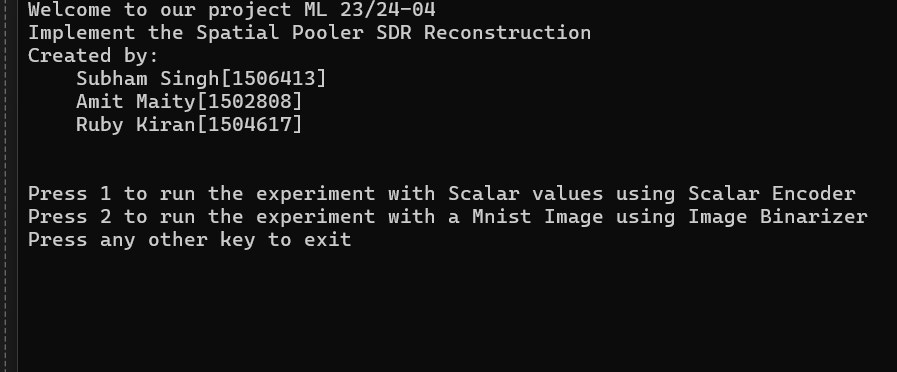 Welcome to our project ML 23/24-04
Implement the Spatial Pooler SDR Reconstruction
Created by:
    Subham Singh[1506413]
    Amit Maity[1502808]
    Ruby Kiran[1504617]
Press 1 to run the experiment with Scalar values using Scalar Encoder
Press 2 to run the experiment with a Mnist Image using Image Binarizer
Press any other key to exit